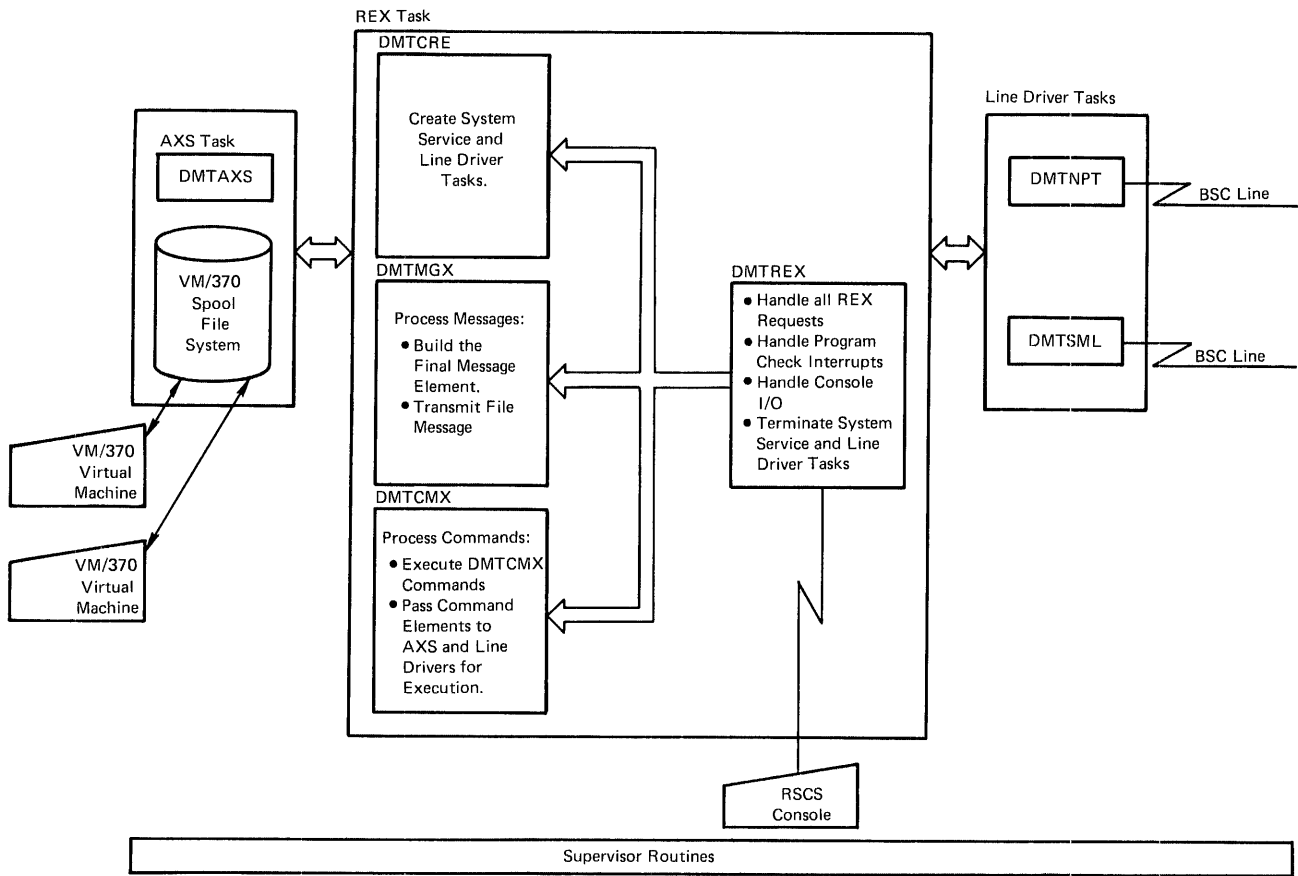 REX Task
DMTCRE
Create System
Service and
Line Driver
Tasks.
AXS Task
DMTAXS
VM/370
Spool
File
System
VM/370
Virtual
Machine
VM/370
Virtual
Machine
DMTMGX
Process Messages:
● Build the
Final Message
Element.
● Transmit File
Message
DMTCMX
Process Commands:
● Execute DMTCMX
Commands
● Pass Command
Elements to
AXS and Line
Drivers for
Execution.
DMTREX
● Handle all REX
Requests
● Handle Program
Check Interrupts
● Handle Console
I/O
● Terminate System
Service and Line
Driver Tasks
RSCS
Console
Line Driver Tasks
DMTNPT
BSC Line
DMTSML
BSC Line
Supervisor Routines